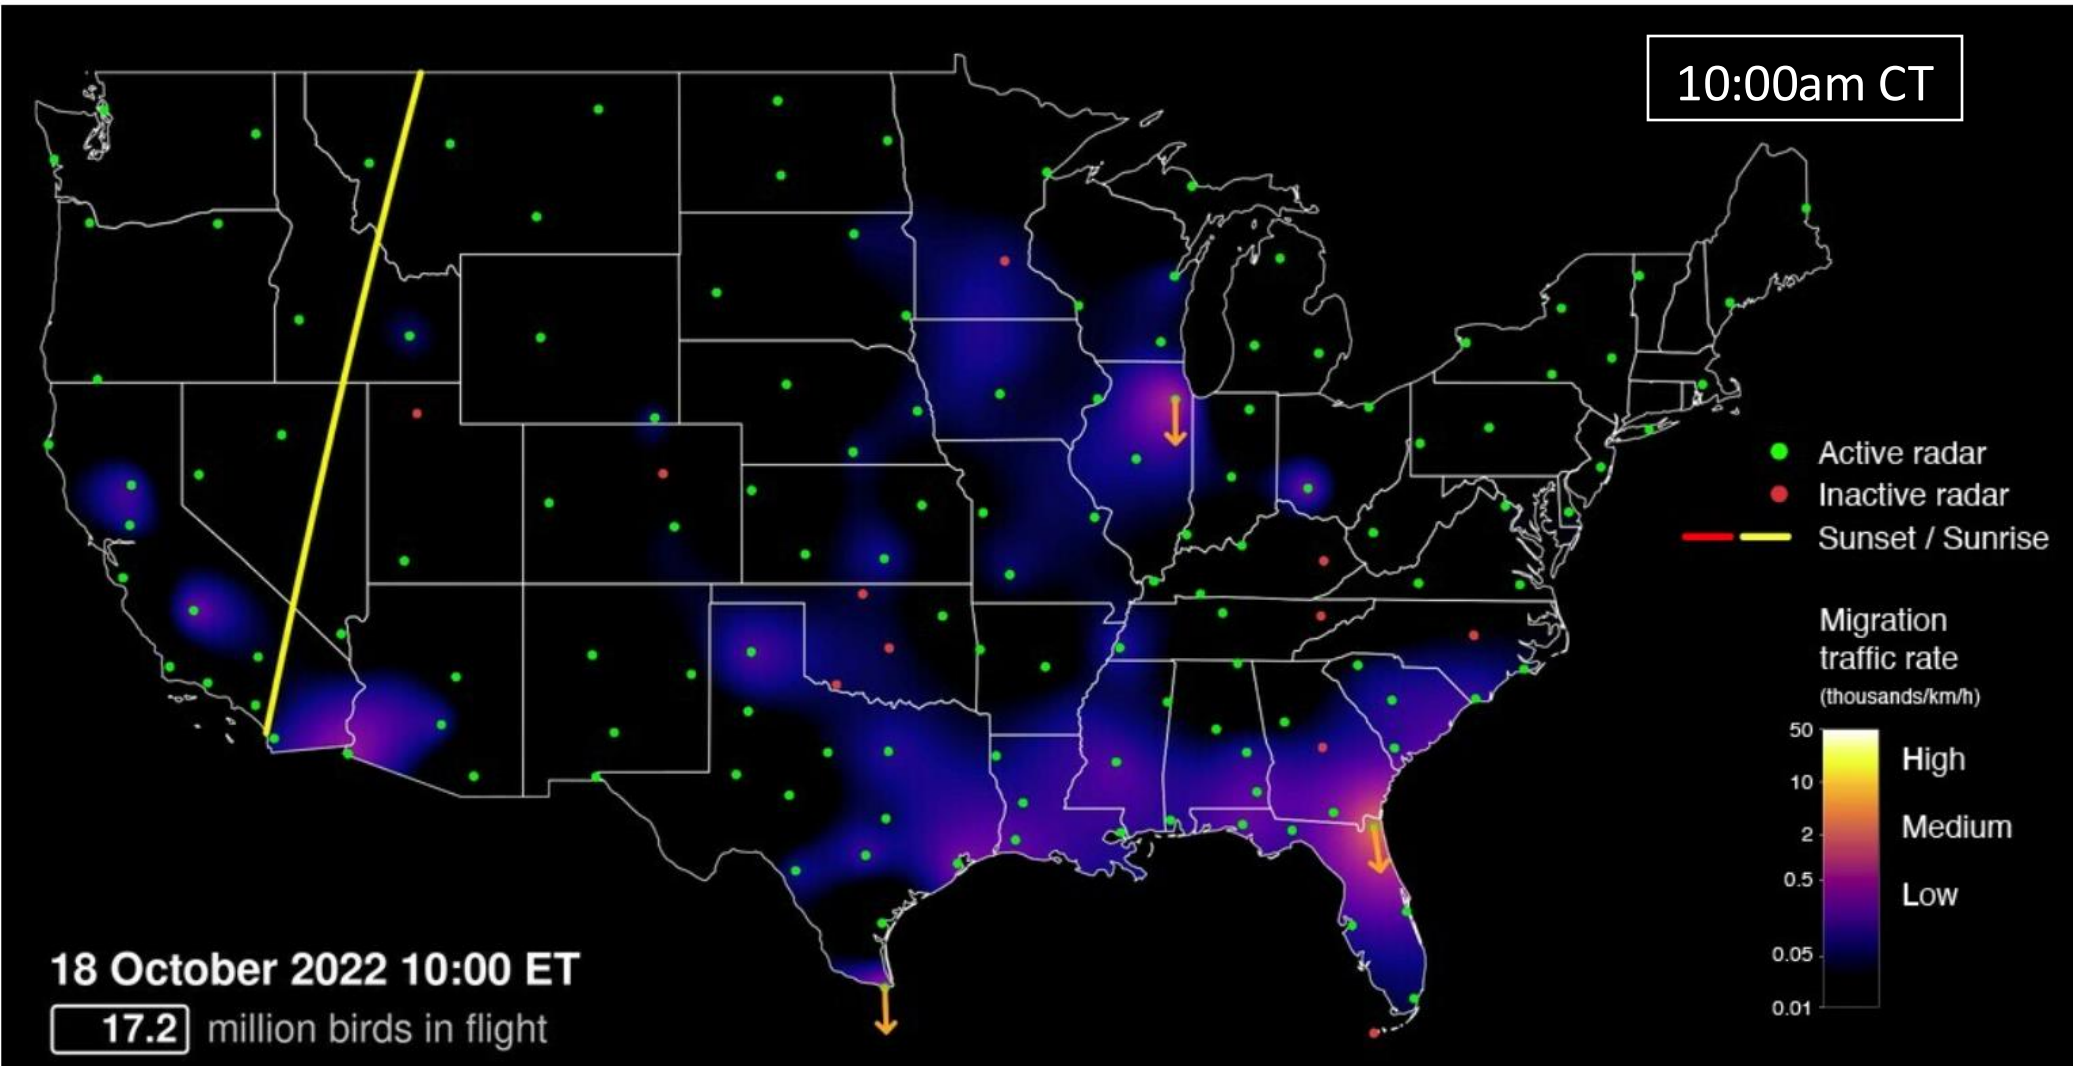 10:00am CT
Active radar
Inactive radar
Sunset / Sunrise
Migration
traffic rate
(thousands/km/h)
50
High
10
2
Medium
0.5
Low
0.05
0.01
18 October 2022 10:00 ET
17.2 million birds in flight